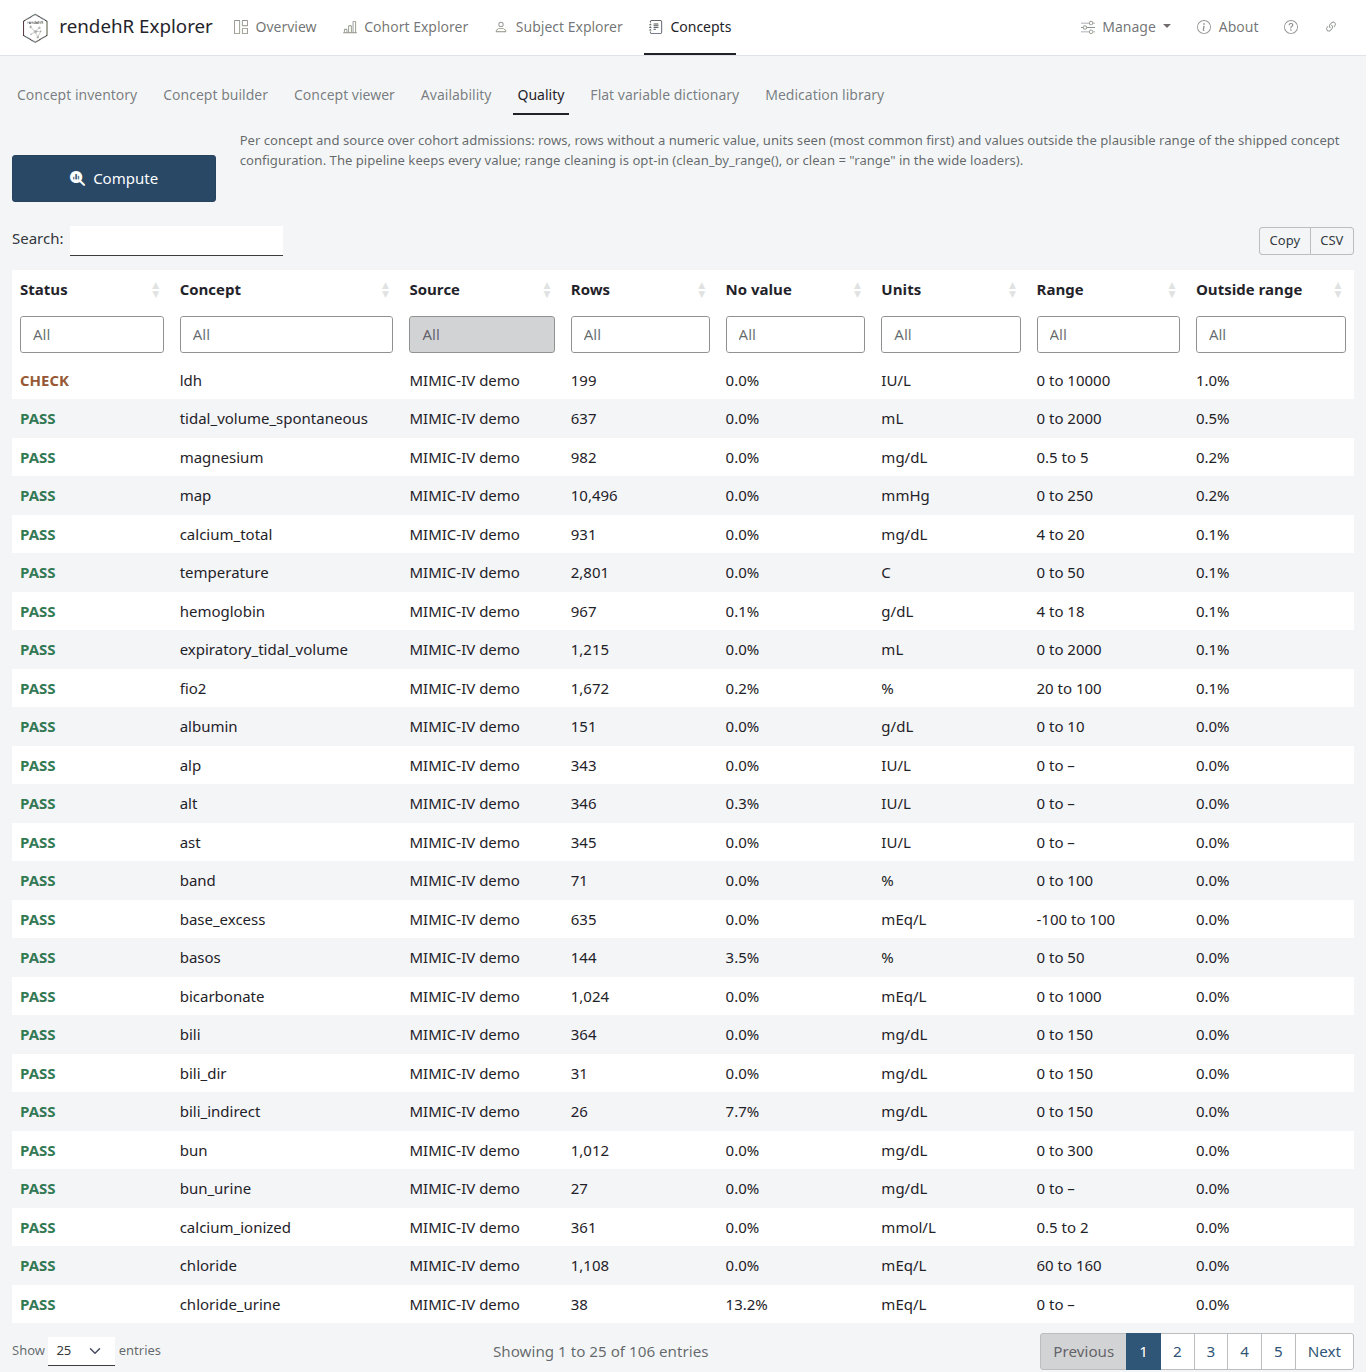 rendehR Explorer Overview Cohort Explorer Subject Explorer Concepts Manage About
Concept inventory Concept builder Concept viewer Availability Quality Flat variable dictionary Medication library
Per concept and source over cohort admissions: rows, rows without a numeric value, units seen (most common first) and values outside the plausible range of the shipped concept
configuration. The pipeline keeps every value; range cleaning is opt-in (clean_by_range(), or clean = "range" in the wide loaders).
Compute
Search: Copy CSV
Status Concept Source Rows No value Units Range Outside range
All All All All All All All All
CHECK ldh MIMIC-IV demo 199 0.0% IU/L 0 to 10000 1.0%
PASS tidal_volume_spontaneous MIMIC-IV demo 637 0.0% mL 0 to 2000 0.5%
PASS magnesium MIMIC-IV demo 982 0.0% mg/dL 0.5 to 5 0.2%
PASS map MIMIC-IV demo 10,496 0.0% mmHg 0 to 250 0.2%
PASS calcium_total MIMIC-IV demo 931 0.0% mg/dL 4 to 20 0.1%
PASS temperature MIMIC-IV demo 2,801 0.0% C 0 to 50 0.1%
PASS hemoglobin MIMIC-IV demo 967 0.1% g/dL 4 to 18 0.1%
PASS expiratory_tidal_volume MIMIC-IV demo 1,215 0.0% mL 0 to 2000 0.1%
PASS fio2 MIMIC-IV demo 1,672 0.2% % 20 to 100 0.1%
PASS albumin MIMIC-IV demo 151 0.0% g/dL 0 to 10 0.0%
PASS alp MIMIC-IV demo 343 0.0% IU/L 0 to – 0.0%
PASS alt MIMIC-IV demo 346 0.3% IU/L 0 to – 0.0%
PASS ast MIMIC-IV demo 345 0.0% IU/L 0 to – 0.0%
PASS band MIMIC-IV demo 71 0.0% % 0 to 100 0.0%
PASS base_excess MIMIC-IV demo 635 0.0% mEq/L -100 to 100 0.0%
PASS basos MIMIC-IV demo 144 3.5% % 0 to 50 0.0%
PASS bicarbonate MIMIC-IV demo 1,024 0.0% mEq/L 0 to 1000 0.0%
PASS bili MIMIC-IV demo 364 0.0% mg/dL 0 to 150 0.0%
PASS bili_dir MIMIC-IV demo 31 0.0% mg/dL 0 to 150 0.0%
PASS bili_indirect MIMIC-IV demo 26 7.7% mg/dL 0 to 150 0.0%
PASS bun MIMIC-IV demo 1,012 0.0% mg/dL 0 to 300 0.0%
PASS bun_urine MIMIC-IV demo 27 0.0% mg/dL 0 to – 0.0%
PASS calcium_ionized MIMIC-IV demo 361 0.0% mmol/L 0.5 to 2 0.0%
PASS chloride MIMIC-IV demo 1,108 0.0% mEq/L 60 to 160 0.0%
PASS chloride_urine MIMIC-IV demo 38 13.2% mEq/L 0 to – 0.0%
Show 25 entries Showing 1 to 25 of 106 entries Previous 1 2 3 4 5 Next